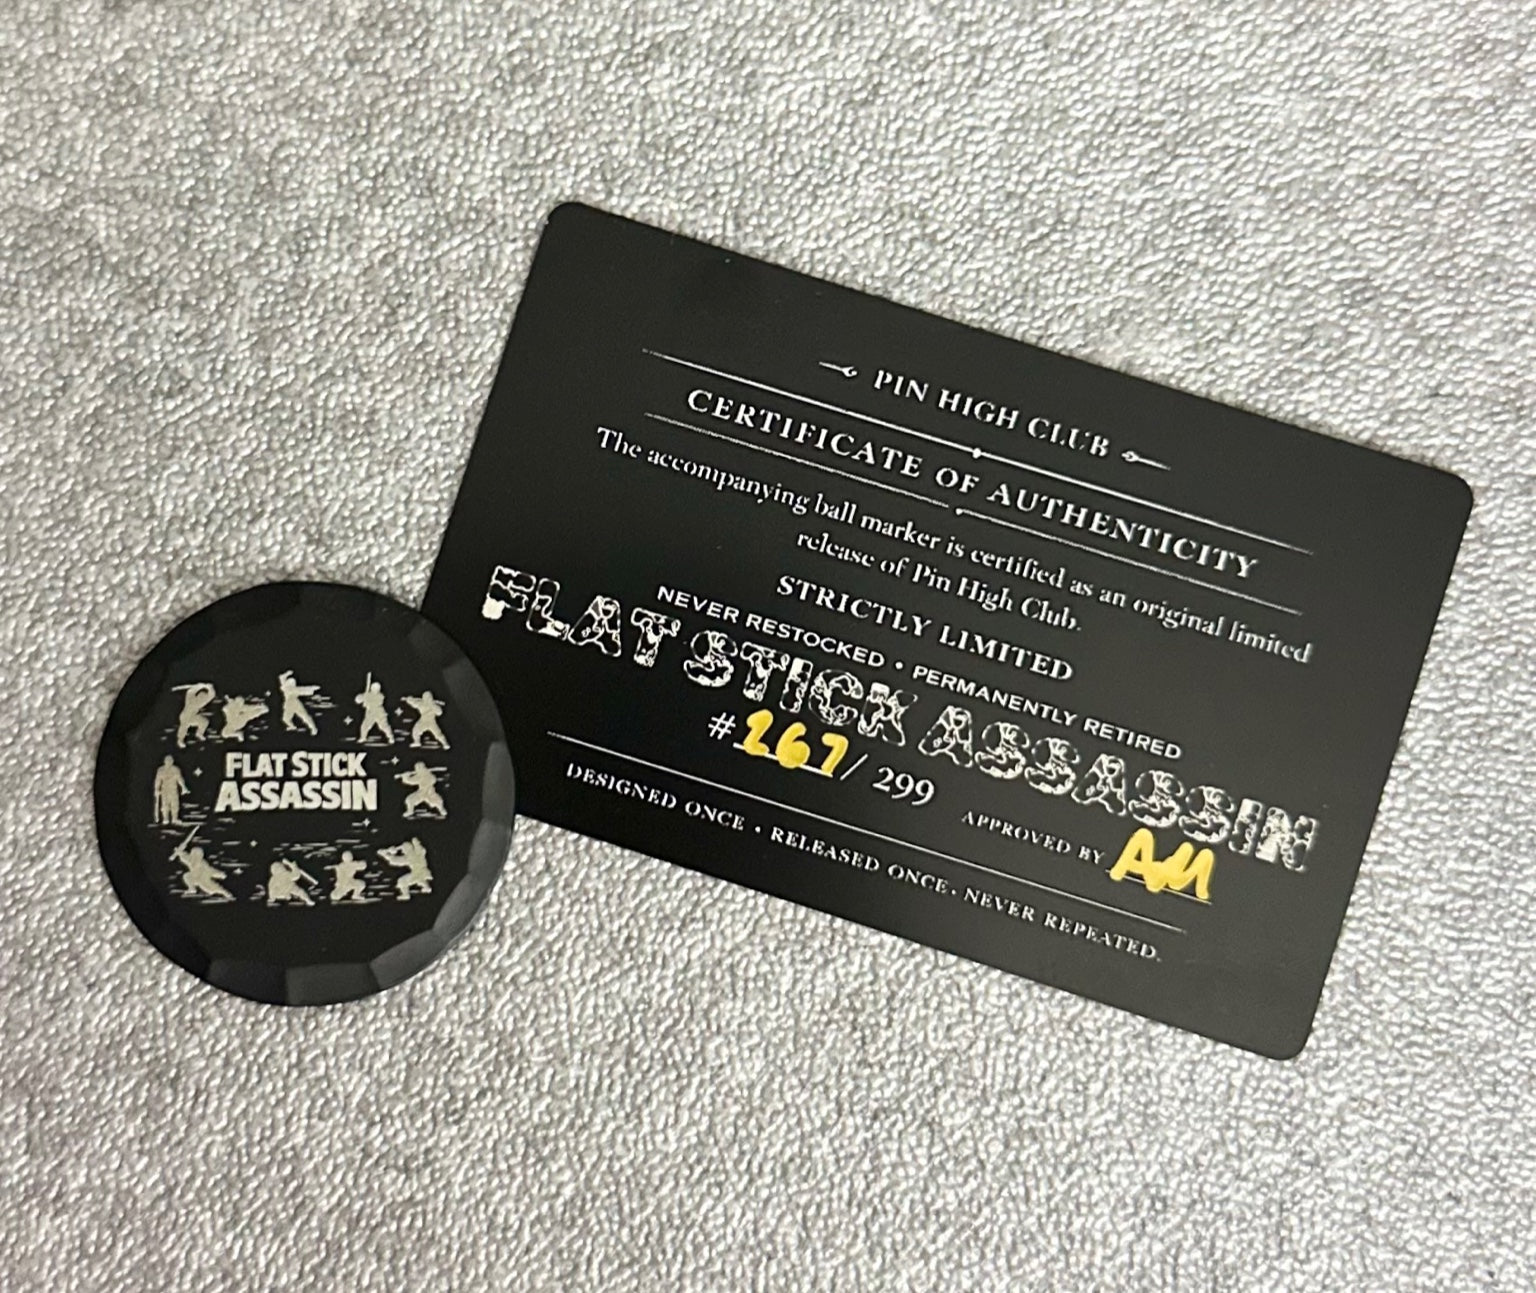 FLAT STICK
ASSASSIN
PIN HIGH CLUB
CERTIFICATE OF AUTHENTICITY
The accompanying ball marker is certified as an original limited
release of Pin High Club.
STRICTLY LIMITED
NEVER RESTOCKED • PERMANENTLY RETIRED
FLAT STICK ASSASSIN
#267/ 299
APPROVED BY AM
DESIGNED ONCE • RELEASED ONCE. NEVER REPEATED.